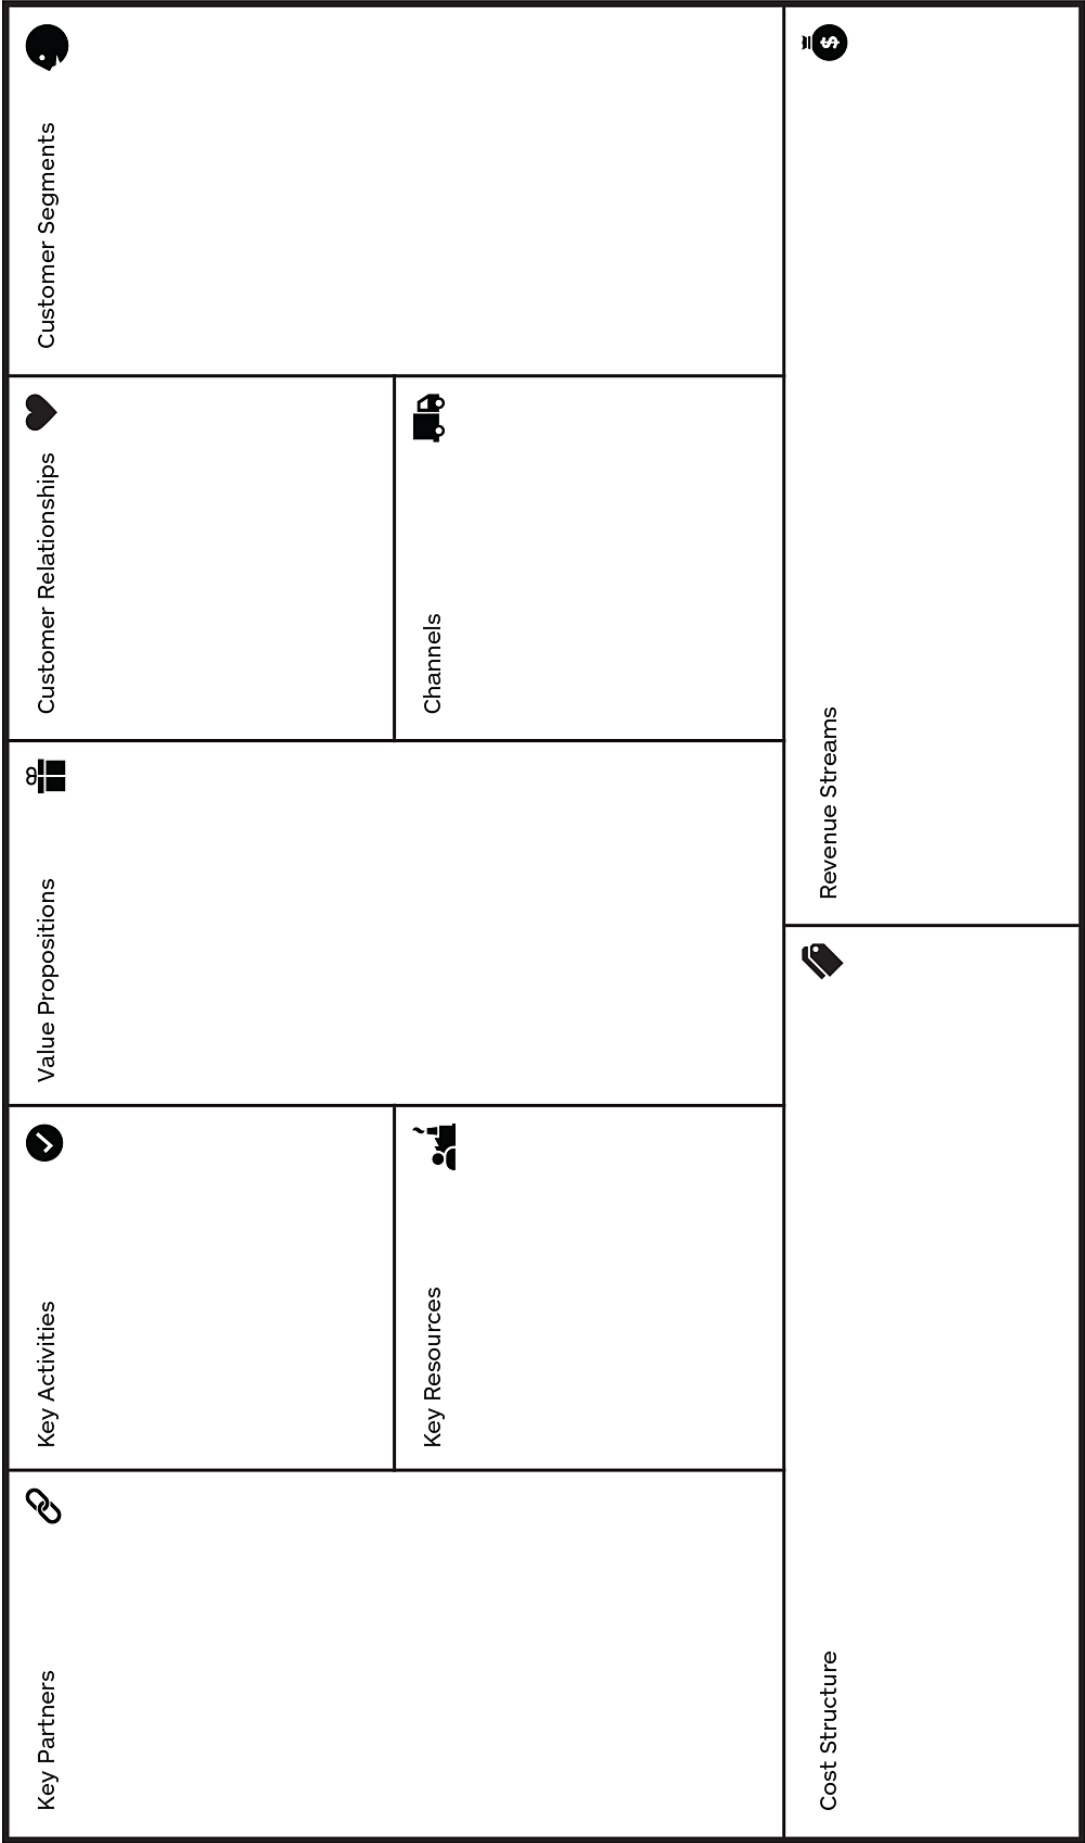 Key Partners
Key Activities
Key Resources
Value Propositions
Customer Relationships
Channels
Customer Segments
Cost Structure
Revenue Streams